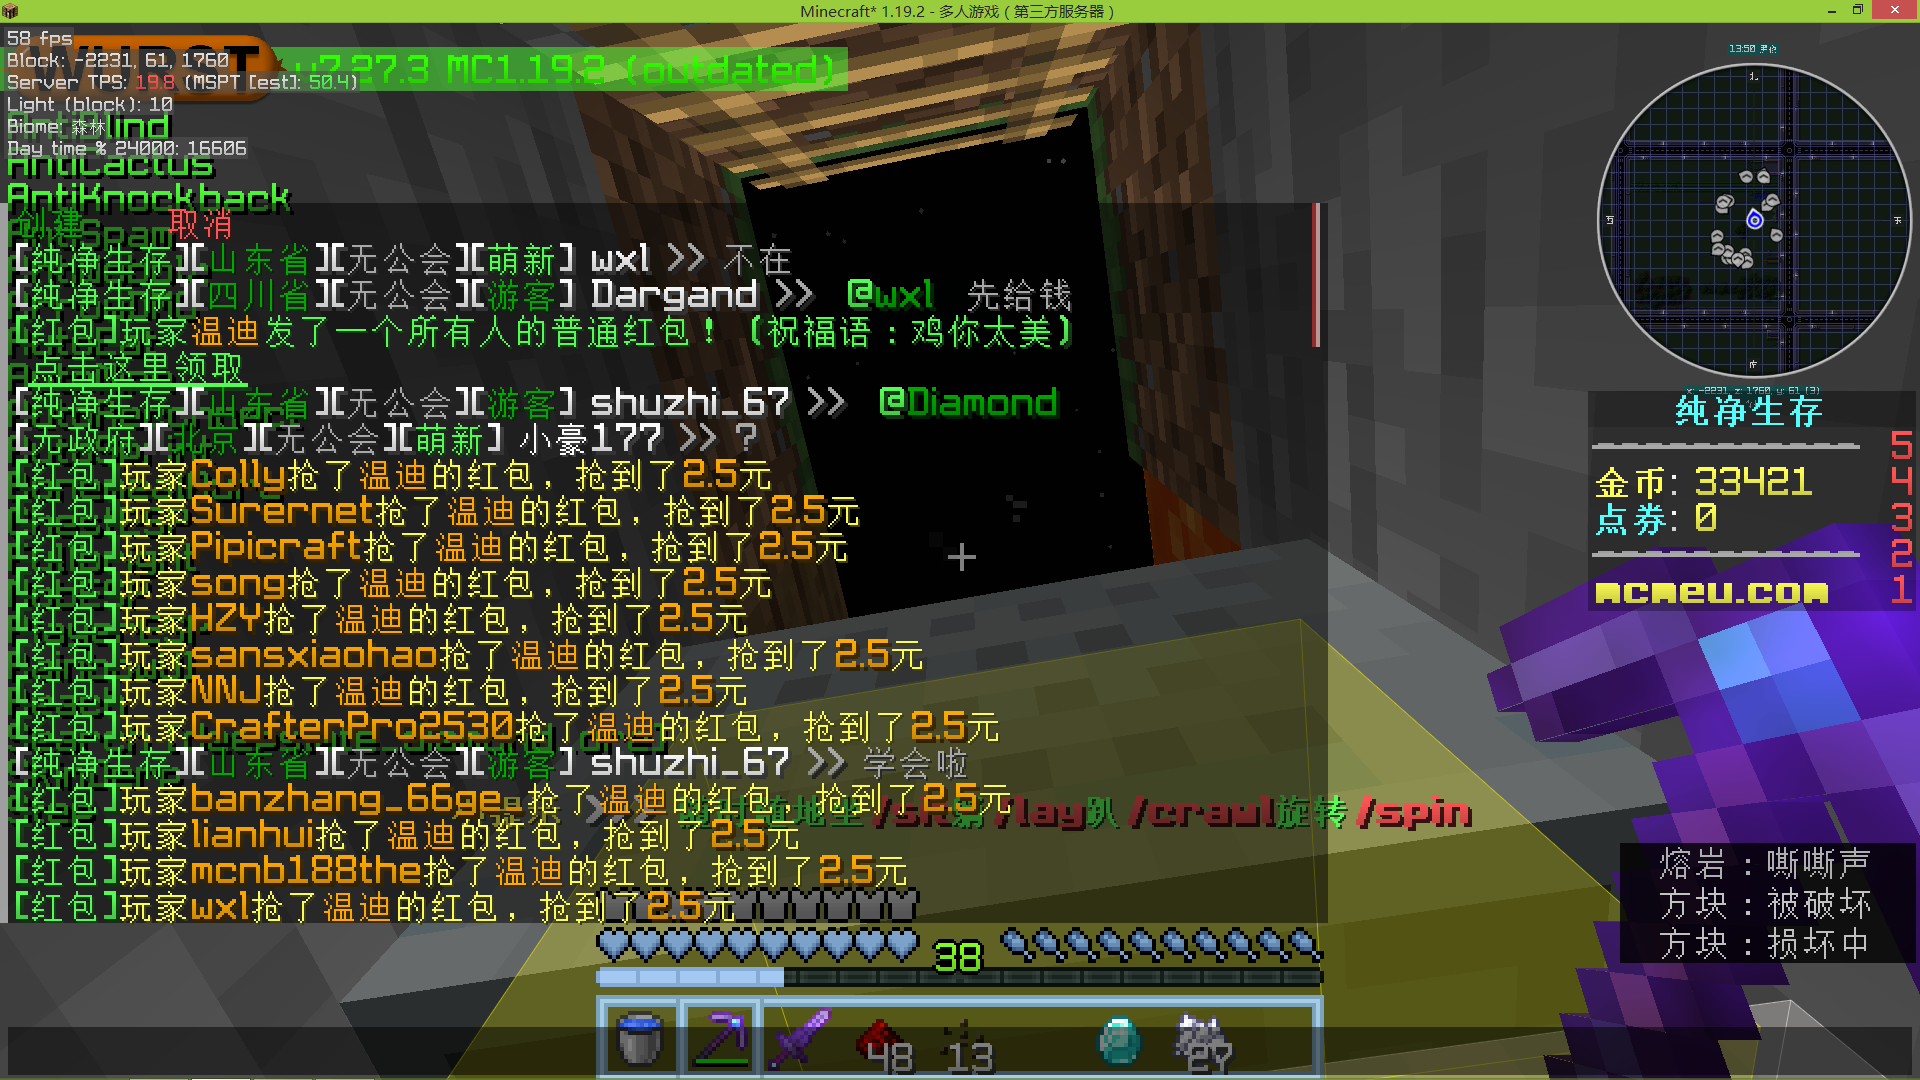 Minecraft* 1.19.2 - 多人游戏（第三方服务器）
58 fps
Block: -2231, 61, 1760
v7.27.3 MC1.19.2 (outdated)
Server TPS: 19.8 (MSPT [est]: 50.4)
Light (block): 10
Biome: 森林
Day time % 24000: 16606
AntiCactus
AntiKnockback
创建 取消
[纯净生存][山东省][无公会][萌新] wxl >> 不在
[纯净生存][四川省][无公会][游客] Dargand >> @wxl 先给钱
[红包]玩家温迪发了一个所有人的普通红包！(祝福语：鸡你太美)
点击这里领取
[纯净生存][山东省][无公会][游客] shuzhi_67 >> @Diamond
[无政府][北京][无公会][萌新] 小豪177 >> ?
[红包]玩家Colly抢了温迪的红包，抢到了2.5元
[红包]玩家Surernet抢了温迪的红包，抢到了2.5元
[红包]玩家Pipicraft抢了温迪的红包，抢到了2.5元
[红包]玩家song抢了温迪的红包，抢到了2.5元
[红包]玩家HZY抢了温迪的红包，抢到了2.5元
[红包]玩家sansxiaohao抢了温迪的红包，抢到了2.5元
[红包]玩家NNJ抢了温迪的红包，抢到了2.5元
[红包]玩家CrafterPro2530抢了温迪的红包，抢到了2.5元
[纯净生存][山东省][无公会][游客] shuzhi_67 >> 学会啦
[红包]玩家banzhang_66ge_抢了温迪的红包，抢到了2.5元
/lay趴 /crawl旋转 /spin
[红包]玩家lianhui抢了温迪的红包，抢到了2.5元
[红包]玩家mcnb188the抢了温迪的红包，抢到了2.5元
[红包]玩家wxl抢了温迪的红包，抢到了2.5元
38
48 13 27
13:50
北
x: -2231, z: 1760, y: 61 (3)
纯净生存
5
金币: 33421 4
点券: 0 3
2
mcmeu.com 1
熔岩：嘶嘶声
方块：被破坏
方块：损坏中